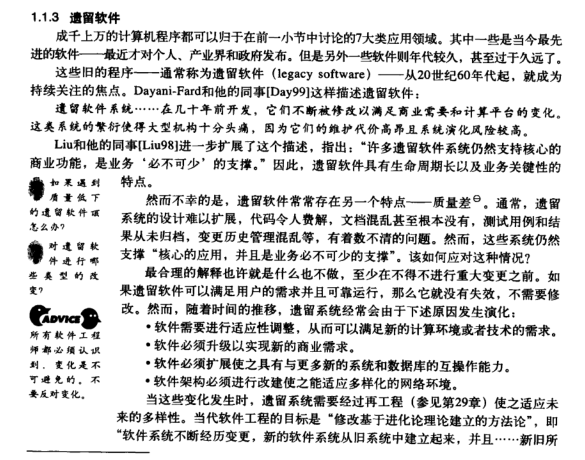 1.1.3 遗留软件
成千上万的计算机程序都可以归于在前一小节中讨论的7大类应用领域。其中一些是当今最先
进的软件——最近才对个人、产业界和政府发布。但是另外一些软件则年代较久，甚至过于久远了。
这些旧的程序——通常称为遗留软件（legacy software）——从20世纪60年代起，就成为
持续关注的焦点。Dayani-Fard和他的同事[Day99]这样描述遗留软件：
遗留软件系统……在几十年前开发，它们不断被修改以满足商业需要和计算平台的变化。
这类系统的繁衍使得大型机构十分头痛，因为它们的维护代价高昂且系统演化风险较高。
Liu和他的同事[Liu98]进一步扩展了这个描述，指出：“许多遗留软件系统仍然支持核心的
商业功能，是业务‘必不可少’的支撑。”因此，遗留软件具有生命周期长以及业务关键性的
特点。
如果遇到
质量低下
的遗留软件该
怎么办？
对遗留软
件进行哪
些类型的改
变？
ADVICE
所有软件工程
师都必须认识
到，变化是不
可避免的。不
要反对变化。
然而不幸的是，遗留软件常常存在另一个特点——质量差⊖。通常，遗留
系统的设计难以扩展，代码令人费解，文档混乱甚至根本没有，测试用例和结
果从未归档，变更历史管理混乱等，有着数不清的问题。然而，这些系统仍然
支撑“核心的应用，并且是业务必不可少的支撑”。该如何应对这种情况？
最合理的解释也许就是什么也不做，至少在不得不进行重大变更之前。如
果遗留软件可以满足用户的需求并且可靠运行，那么它就没有失效，不需要修
改。然而，随着时间的推移，遗留系统经常会由于下述原因发生演化：
•软件需要进行适应性调整，从而可以满足新的计算环境或者技术的需求。
•软件必须升级以实现新的商业需求。
•软件必须扩展使之具有与更多新的系统和数据库的互操作能力。
•软件架构必须进行改建使之能适应多样化的网络环境。
当这些变化发生时，遗留系统需要经过再工程（参见第29章）使之适应未
来的多样性。当代软件工程的目标是“修改基于进化论理论建立的方法论”，即
“软件系统不断经历变更，新的软件系统从旧系统中建立起来，并且……新旧所